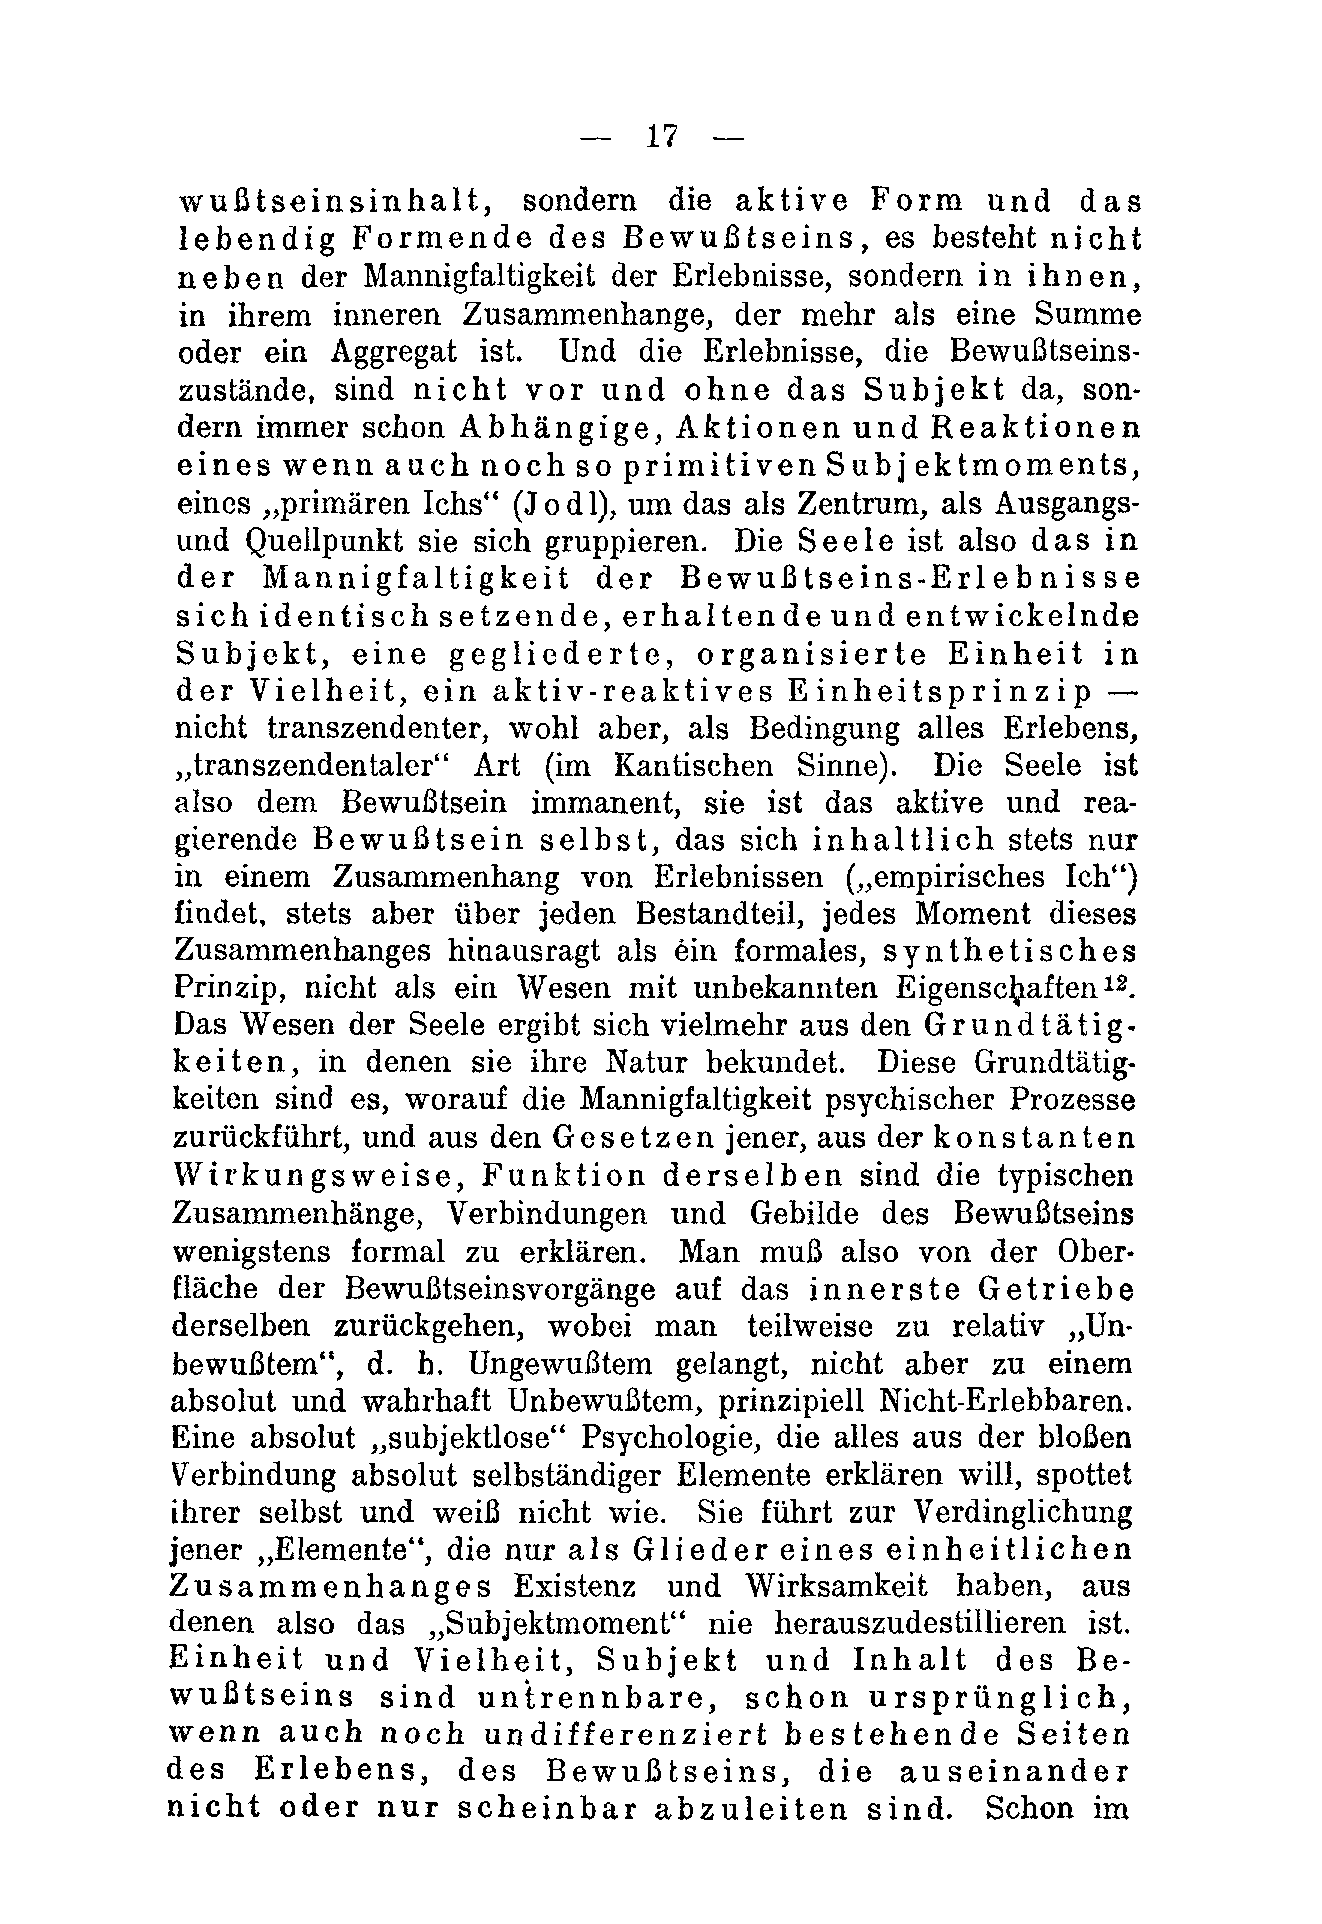 — 17 —
wußtseinsinhalt, sondern die aktive Form und das
lebendig Formende des Bewußtseins, es besteht nicht
neben der Mannigfaltigkeit der Erlebnisse, sondern in ihnen,
in ihrem inneren Zusammenhange, der mehr als eine Summe
oder ein Aggregat ist. Und die Erlebnisse, die Bewußtseins-
zustände, sind nicht vor und ohne das Subjekt da, son-
dern immer schon Abhängige, Aktionen und Reaktionen
eines wenn auch noch so primitiven Subjektmoments,
eines „primären Ichs“ (Jodl), um das als Zentrum, als Ausgangs-
und Quellpunkt sie sich gruppieren. Die Seele ist also das in
der Mannigfaltigkeit der Bewußtseins-Erlebnisse
sich identisch setzende, erhaltende und entwickelnde
Subjekt, eine gegliederte, organisierte Einheit in
der Vielheit, ein aktiv-reaktives Einheitsprinzip —
nicht transzendenter, wohl aber, als Bedingung alles Erlebens,
„transzendentaler“ Art (im Kantischen Sinne). Die Seele ist
also dem Bewußtsein immanent, sie ist das aktive und rea-
gierende Bewußtsein selbst, das sich inhaltlich stets nur
in einem Zusammenhang von Erlebnissen („empirisches Ich“)
findet, stets aber über jeden Bestandteil, jedes Moment dieses
Zusammenhanges hinausragt als ein formales, synthetisches
Prinzip, nicht als ein Wesen mit unbekannten Eigenschaften¹².
Das Wesen der Seele ergibt sich vielmehr aus den Grundtätig-
keiten, in denen sie ihre Natur bekundet. Diese Grundtätig-
keiten sind es, worauf die Mannigfaltigkeit psychischer Prozesse
zurückführt, und aus den Gesetzen jener, aus der konstanten
Wirkungsweise, Funktion derselben sind die typischen
Zusammenhänge, Verbindungen und Gebilde des Bewußtseins
wenigstens formal zu erklären. Man muß also von der Ober-
fläche der Bewußtseinsvorgänge auf das innerste Getriebe
derselben zurückgehen, wobei man teilweise zu relativ „Un-
bewußtem“, d. h. Ungewußtem gelangt, nicht aber zu einem
absolut und wahrhaft Unbewußtem, prinzipiell Nicht-Erlebbaren.
Eine absolut „subjektlose“ Psychologie, die alles aus der bloßen
Verbindung absolut selbständiger Elemente erklären will, spottet
ihrer selbst und weiß nicht wie. Sie führt zur Verdinglichung
jener „Elemente“, die nur als Glieder eines einheitlichen
Zusammenhanges Existenz und Wirksamkeit haben, aus
denen also das „Subjektmoment“ nie herauszudestillieren ist.
Einheit und Vielheit, Subjekt und Inhalt des Be-
wußtseins sind untrennbare, schon ursprünglich,
wenn auch noch undifferenziert bestehende Seiten
des Erlebens, des Bewußtseins, die auseinander
nicht oder nur scheinbar abzuleiten sind. Schon im